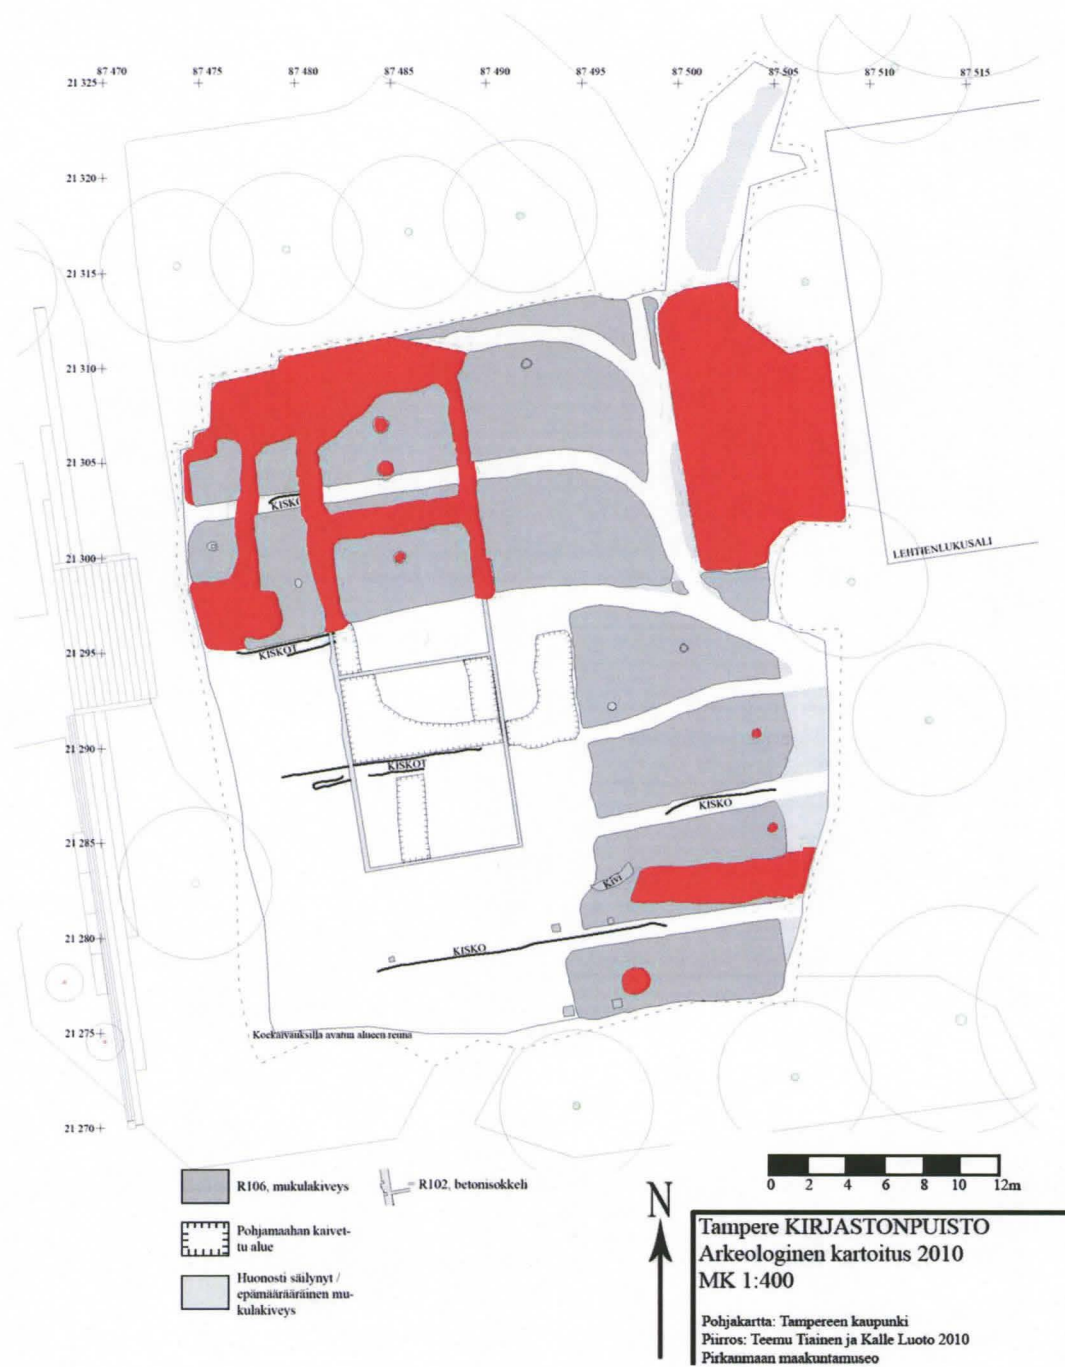 87 470 87 475 87 480 87 485 87 490 87 495 87 500 87 505 87 510 87 515
21 325
21 320
21 315
21 310
21 305
KISKO
21 300
LEHTIENLUKUSALI
21 295
KISKOT
21 290
KISKOT
KISKO
21 285
Kivi
21 280
KISKO
21 275
Koekaivauksilla avatun alueen reuna
21 270
R106, mukulakiveys
= R102, betonisokkeli
Pohjamaahan kaivet-
tu alue
Huonosti säilynyt /
epämäärääräinen mu-
kulakiveys
0 2 4 6 8 10 12m
N
Tampere KIRJASTONPUISTO
Arkeologinen kartoitus 2010
MK 1:400
Pohjakartta: Tampereen kaupunki
Piirros: Teemu Tiainen ja Kalle Luoto 2010
Pirkanmaan maakuntamuseo